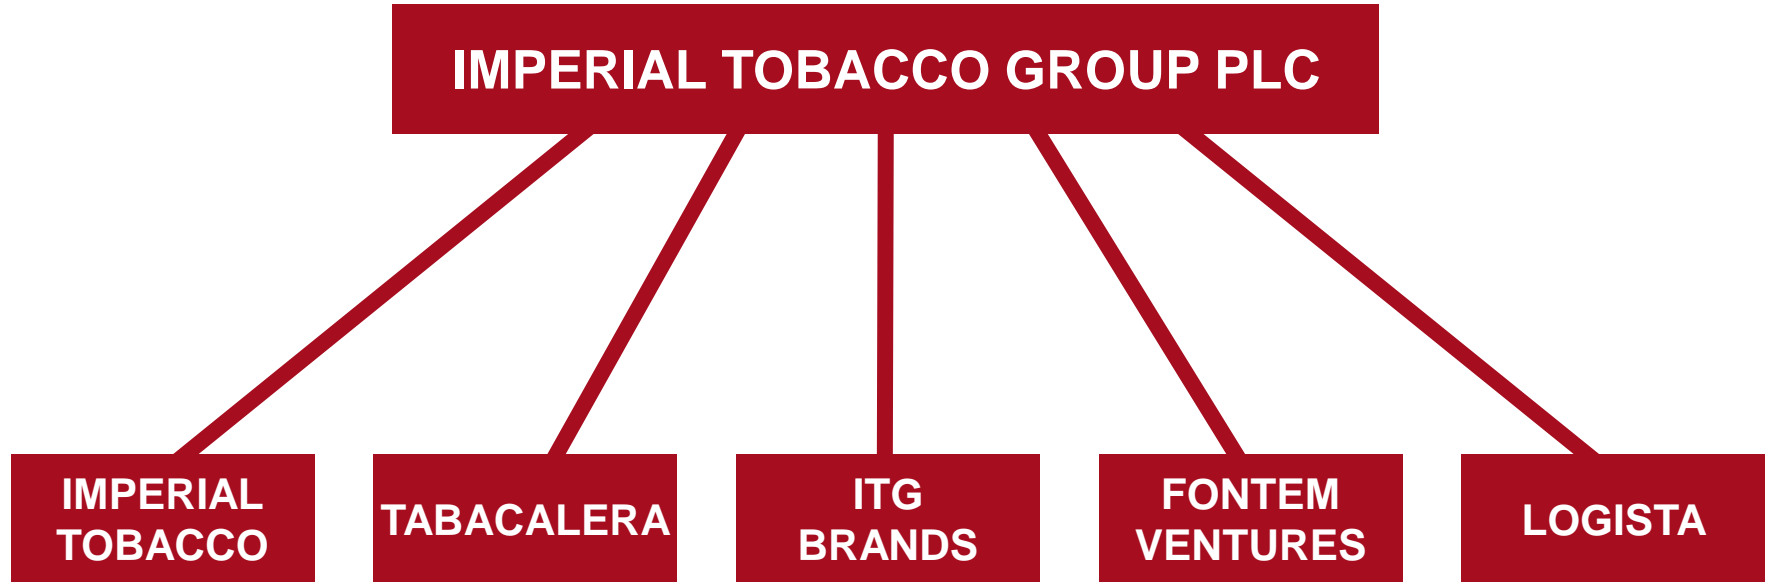 IMPERIAL TOBACCO GROUP PLC
IMPERIAL
TOBACCO
TABACALERA
ITG
BRANDS
FONTEM
VENTURES
LOGISTA